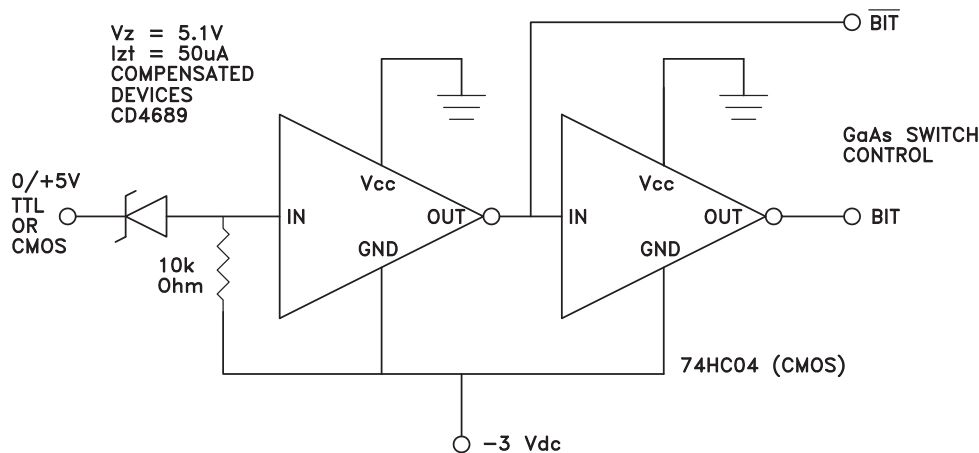 Vz = 5.1V
Izt = 50uA
COMPENSATED
DEVICES
CD4689
BIT
GaAs SWITCH
CONTROL
0/+5V
TTL
OR
CMOS
Vcc
IN
OUT
GND
10k
Ohm
Vcc
IN
OUT
GND
BIT
74HC04 (CMOS)
-3 Vdc